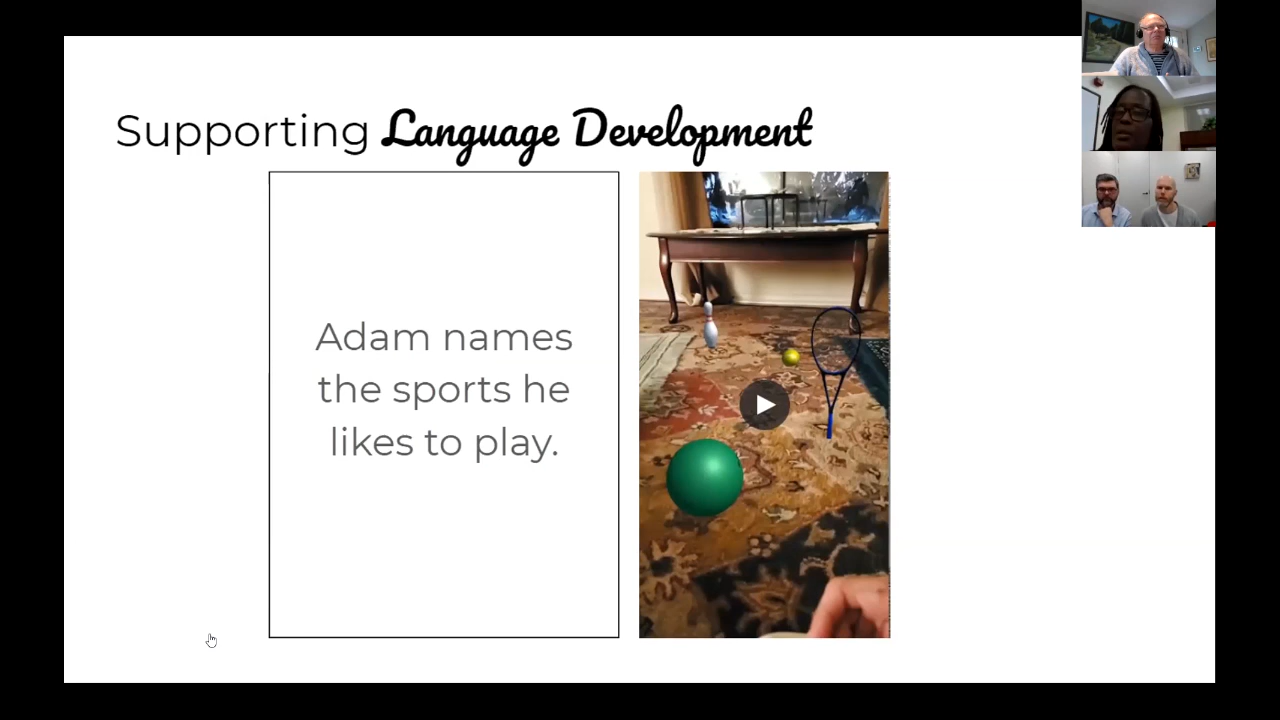 Supporting Language Development
Adam names
the sports he
likes to play.